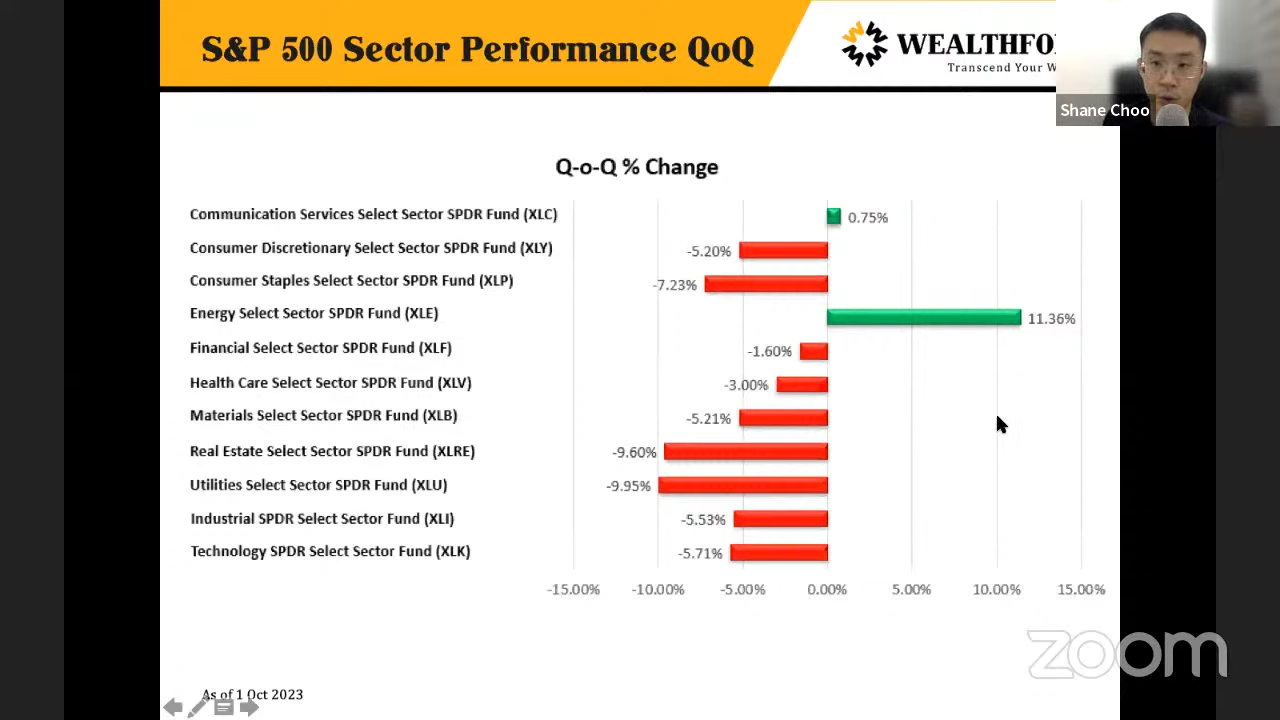 S&P 500 Sector Performance QoQ
WEALTHFO
Transcend Your W
Shane Choo
Q-o-Q % Change
Communication Services Select Sector SPDR Fund (XLC) 0.75%
Consumer Discretionary Select Sector SPDR Fund (XLY) -5.20%
Consumer Staples Select Sector SPDR Fund (XLP) -7.23%
Energy Select Sector SPDR Fund (XLE) 11.36%
Financial Select Sector SPDR Fund (XLF) -1.60%
Health Care Select Sector SPDR Fund (XLV) -3.00%
Materials Select Sector SPDR Fund (XLB) -5.21%
Real Estate Select Sector SPDR Fund (XLRE) -9.60%
Utilities Select Sector SPDR Fund (XLU) -9.95%
Industrial SPDR Select Sector Fund (XLI) -5.53%
Technology SPDR Select Sector Fund (XLK) -5.71%
-15.00% -10.00% -5.00% 0.00% 5.00% 10.00% 15.00%
zoom
As of 1 Oct 2023